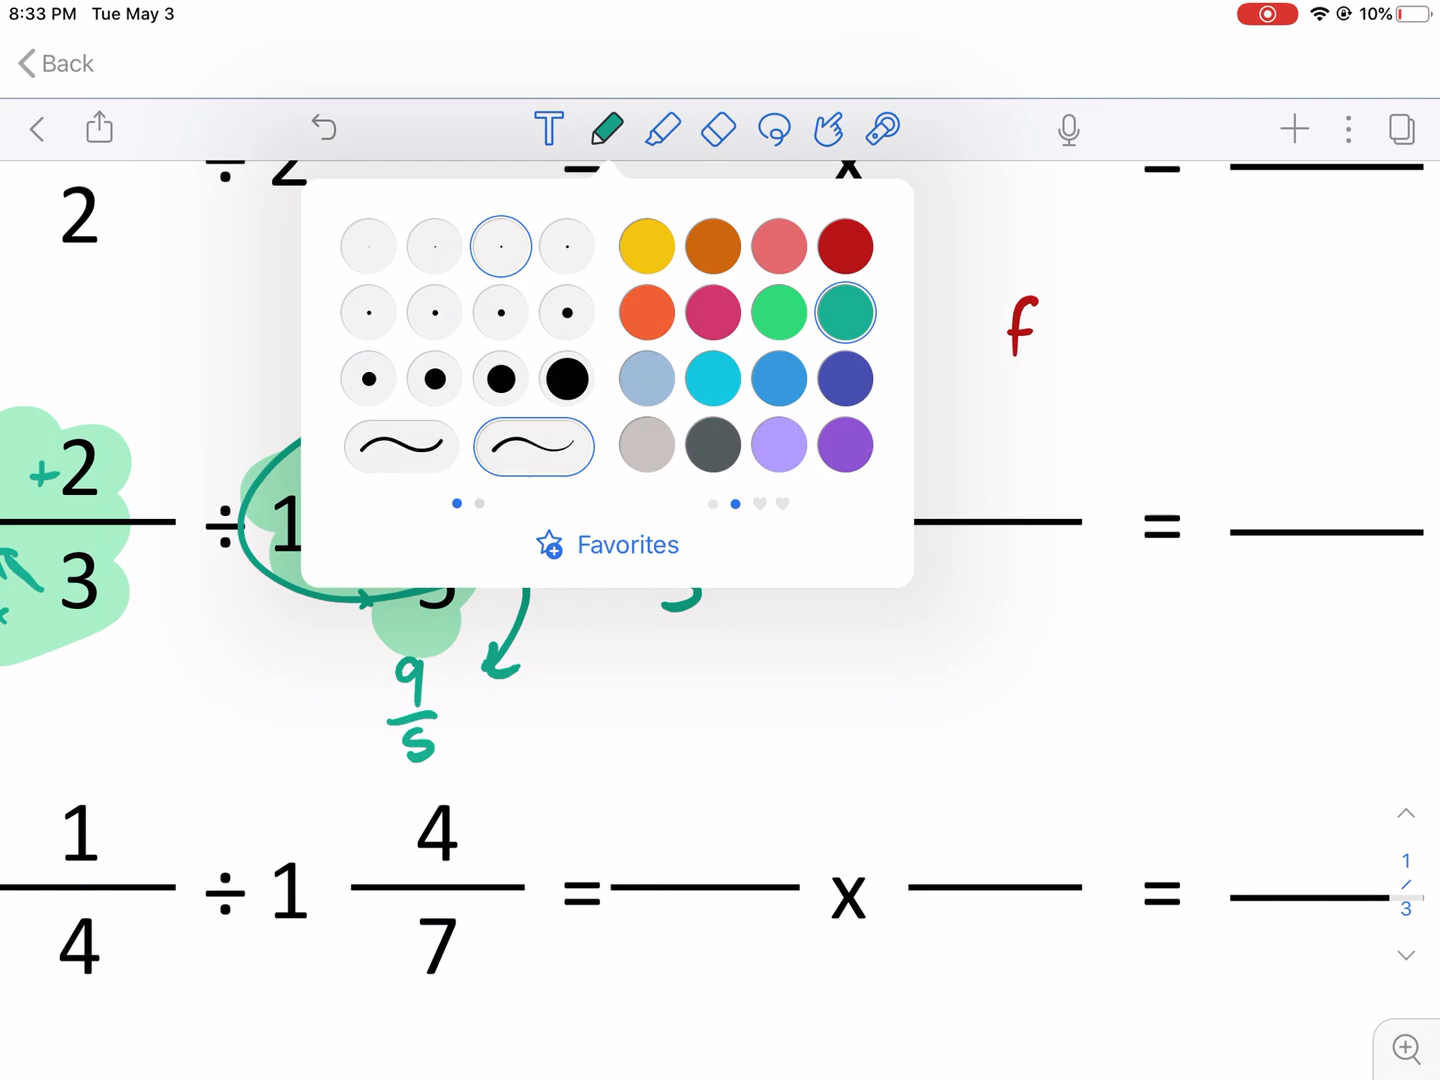 8:33 PM Tue May 3 10%
Back
T
÷ 2 = x =
2
f
+2
÷ 1 =
3
9
5
1 4
÷ 1 = x =
4 7
1
/
3
Favorites